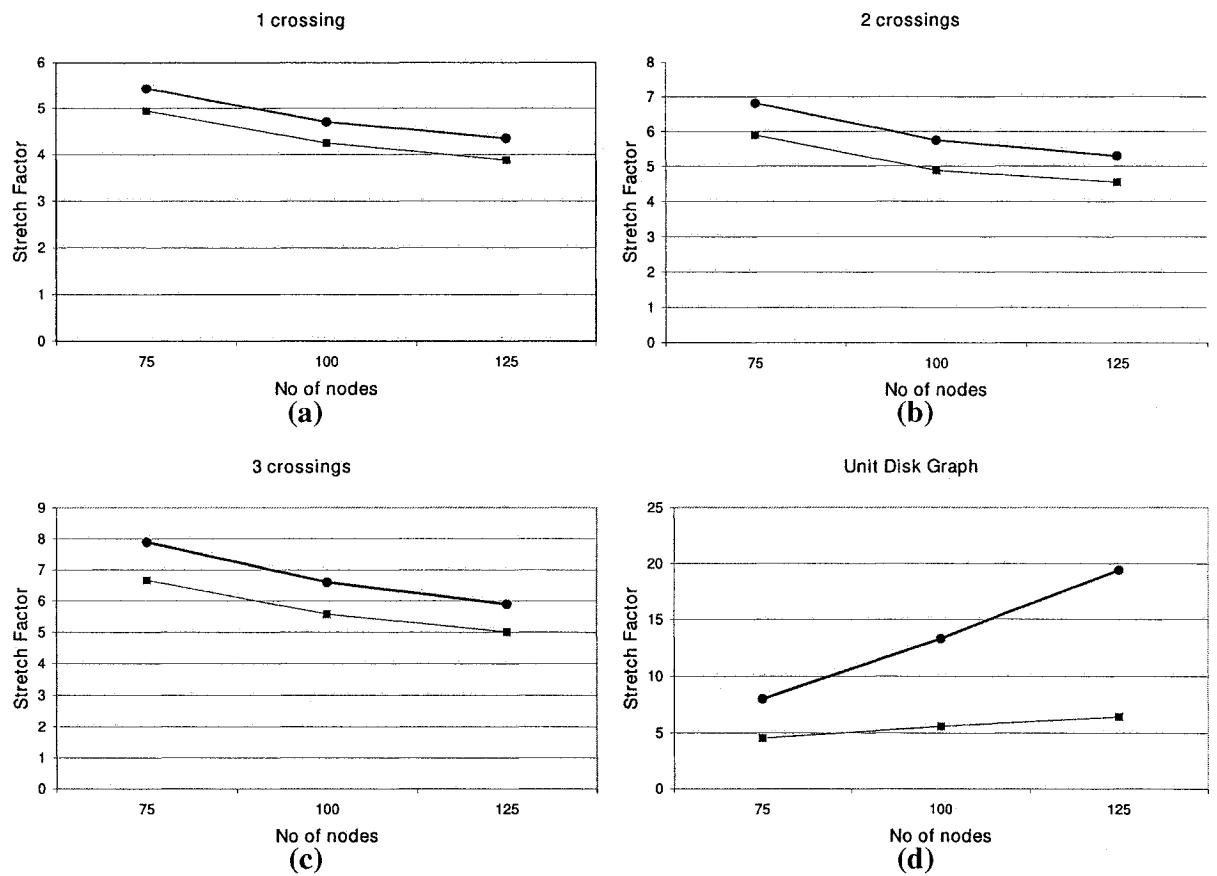 1 crossing
6
5
4
3
2
1
0
Stretch Factor
75 100 125
No of nodes
(a)
2 crossings
8
7
6
5
4
3
2
1
0
Stretch Factor
75 100 125
No of nodes
(b)
3 crossings
9
8
7
6
5
4
3
2
1
0
Stretch Factor
75 100 125
No of nodes
(c)
Unit Disk Graph
25
20
15
10
5
0
Stretch Factor
75 100 125
No of nodes
(d)